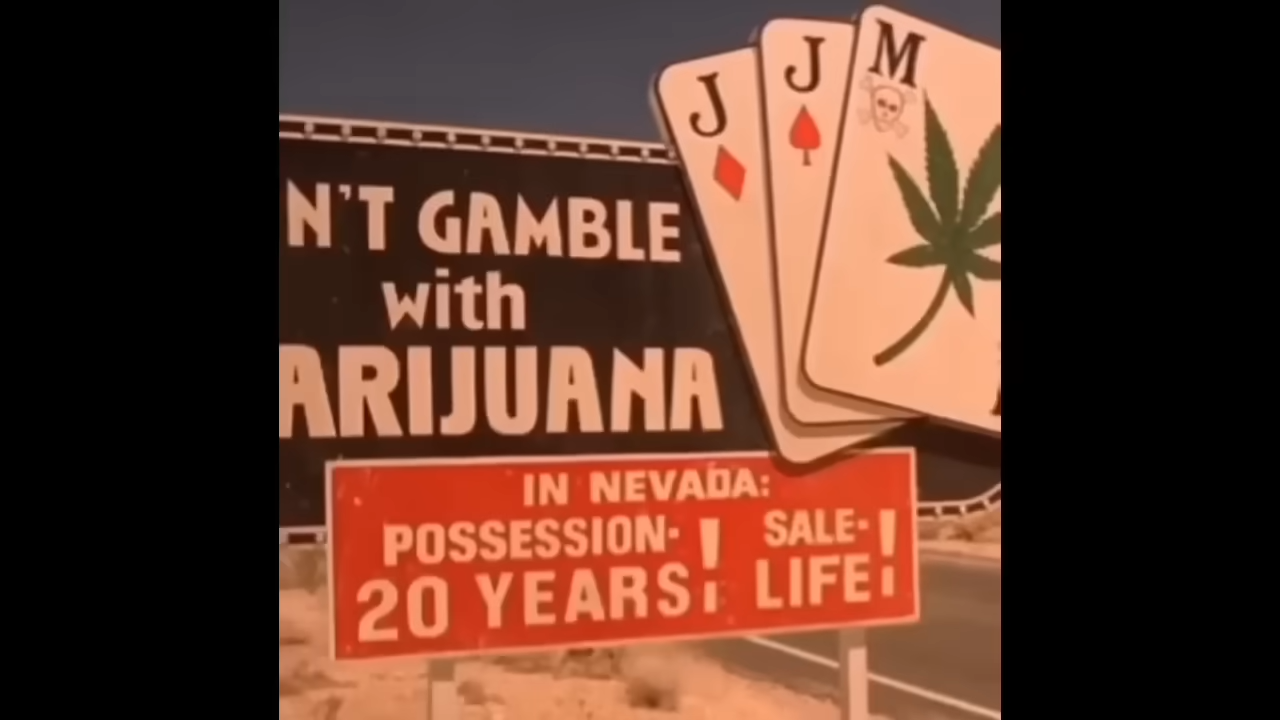 J
J
M
N'T GAMBLE
with
ARIJUANA
IN NEVADA:
POSSESSION-
20 YEARS!
SALE-
LIFE!